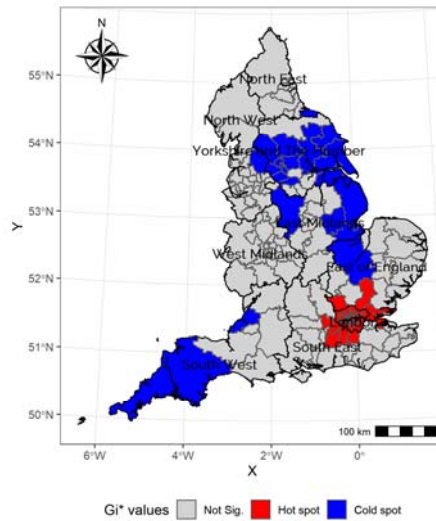 N
55°N
North East
North West
54°N
Yorkshire and The Humber
53°N
East Midlands
West Midlands
52°N
East of England
London
51°N
South East
South West
50°N
100 km
6°W
4°W
2°W
0°
X
Y
Gi* values
Not Sig.
Hot spot
Cold spot